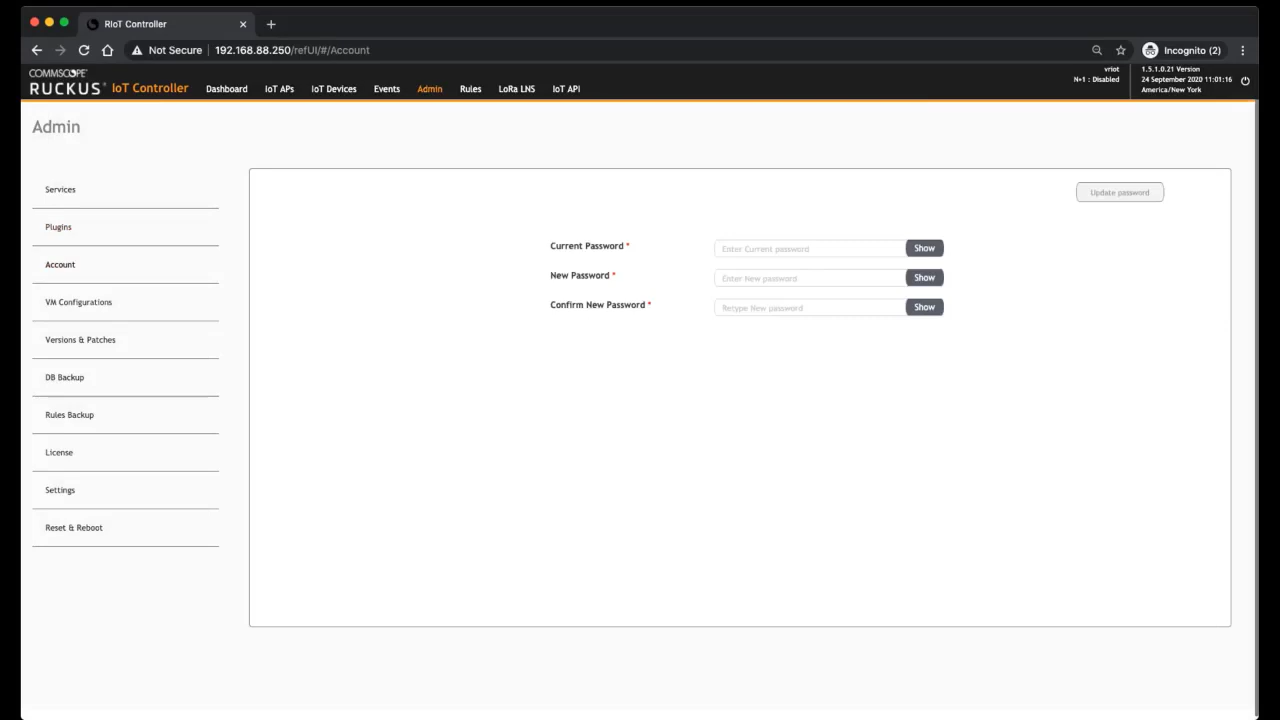 RIoT Controller
Not Secure 192.168.88.250/refUI/#/Account
Incognito (2)
COMMSCOPE®
RUCKUS® IoT Controller
Dashboard IoT APs IoT Devices Events Admin Rules LoRa LNS IoT API
vriot
N+1 : Disabled
1.5.1.0.21 Version
24 September 2020 11:01:16
America/New York
Admin
Services
Plugins
Account
VM Configurations
Versions & Patches
DB Backup
Rules Backup
License
Settings
Reset & Reboot
Update password
Current Password * Enter Current password Show
New Password * Enter New password Show
Confirm New Password * Retype New password Show